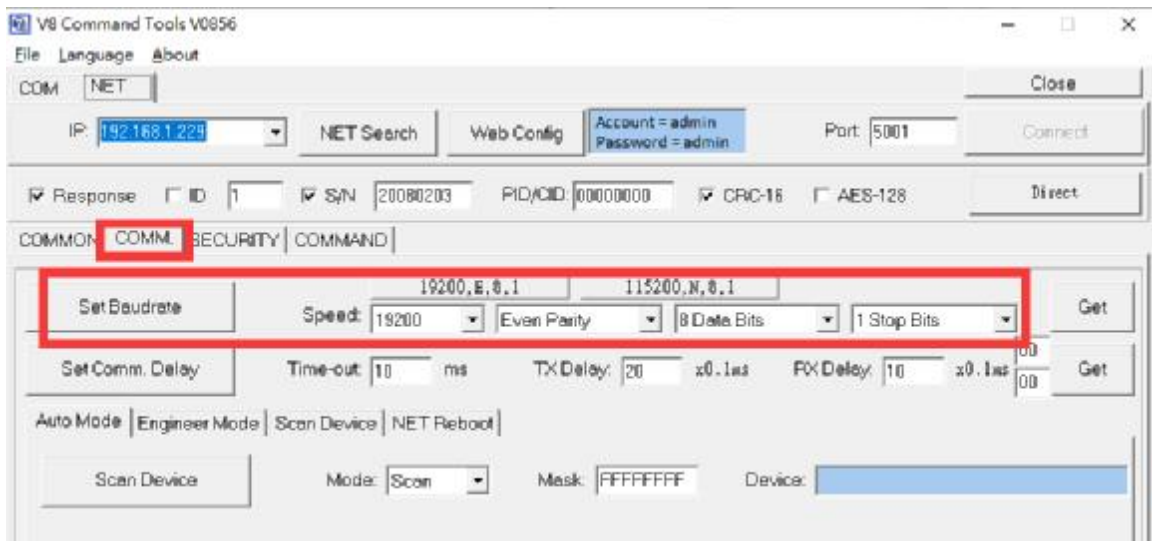 V8 Command Tools V0856
File Language About
COM NET Close
IP: 192.168.1.229 NET Search Web Config Account = admin Password = admin Port: 5001 Connect
Response ID 1 S/N 20080203 PID/CID: 00000000 CRC-16 AES-128 Direct
COMMON COMM. SECURITY COMMAND
19200,E,8,1 115200,N,8,1
Set Baudrate Speed: 19200 Even Parity 8 Data Bits 1 Stop Bits Get
Set Comm. Delay Time-out: 10 ms TX Delay: 20 x0.1ms RX Delay: 10 x0.1ms 00 00 Get
Auto Mode Engineer Mode Scan Device NET Reboot
Scan Device Mode: Scan Mask: FFFFFFFF Device: